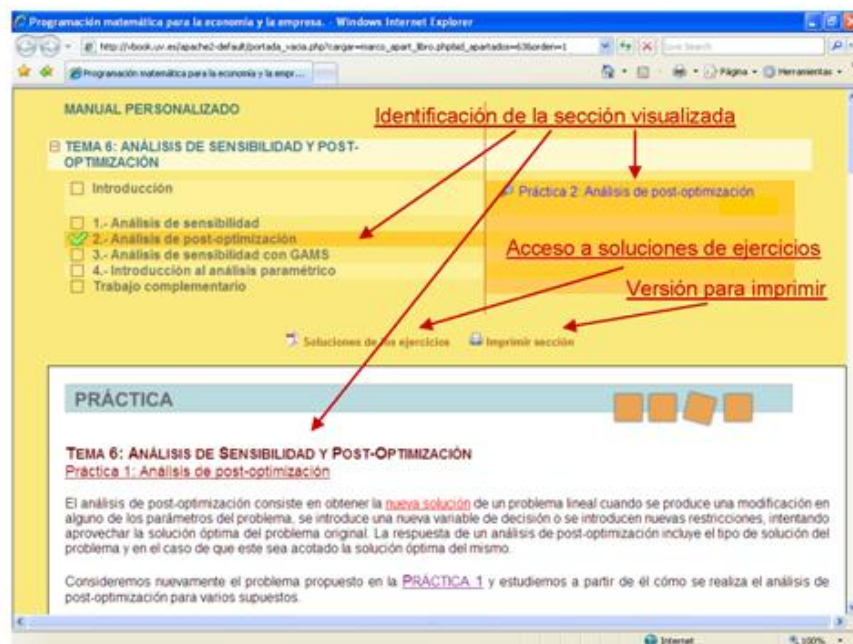 Programación matemática para la economía y la empresa. - Windows Internet Explorer
Live Search
Programación matemática para la economía y la empr...
Página
Herramientas
MANUAL PERSONALIZADO
Identificación de la sección visualizada
TEMA 6: ANÁLISIS DE SENSIBILIDAD Y POST-
OPTIMIZACIÓN
Introducción
Práctica 2: Análisis de post-optimización
1.- Análisis de sensibilidad
2.- Análisis de post-optimización
3.- Análisis de sensibilidad con GAMS
4.- Introducción al análisis paramétrico
Trabajo complementario
Acceso a soluciones de ejercicios
Versión para imprimir
Soluciones de los ejercicios
Imprimir sección
PRÁCTICA
TEMA 6: ANÁLISIS DE SENSIBILIDAD Y POST-OPTIMIZACIÓN
Práctica 1: Análisis de post-optimización
El análisis de post-optimización consiste en obtener la nueva solución de un problema lineal cuando se produce una modificación en
alguno de los parámetros del problema, se introduce una nueva variable de decisión o se introducen nuevas restricciones, intentando
aprovechar la solución óptima del problema original. La respuesta de un análisis de post-optimización incluye el tipo de solución del
problema y en el caso de que este sea acotado la solución óptima del mismo.
Consideremos nuevamente el problema propuesto en la PRÁCTICA 1 y estudiemos a partir de él cómo se realiza el análisis de
post-optimización para varios supuestos.
Internet
100%